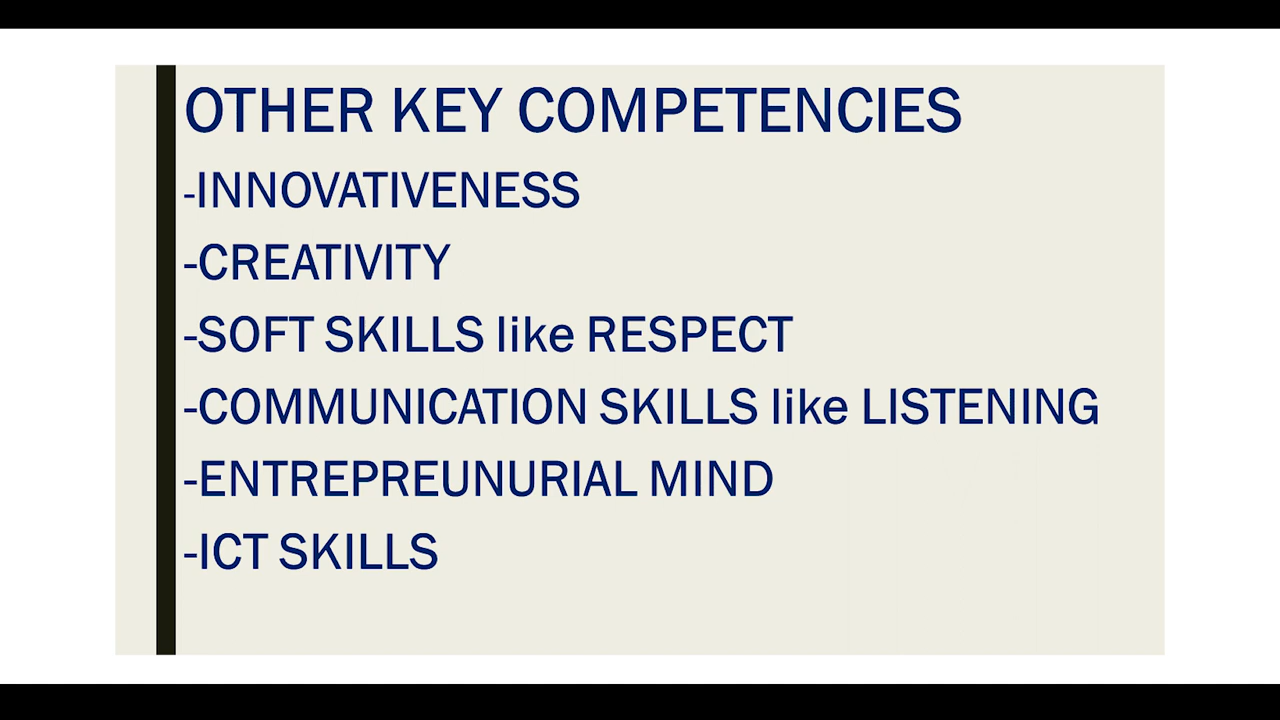 OTHER KEY COMPETENCIES
-INNOVATIVENESS
-CREATIVITY
-SOFT SKILLS like RESPECT
-COMMUNICATION SKILLS like LISTENING
-ENTREPREUNURIAL MIND
-ICT SKILLS